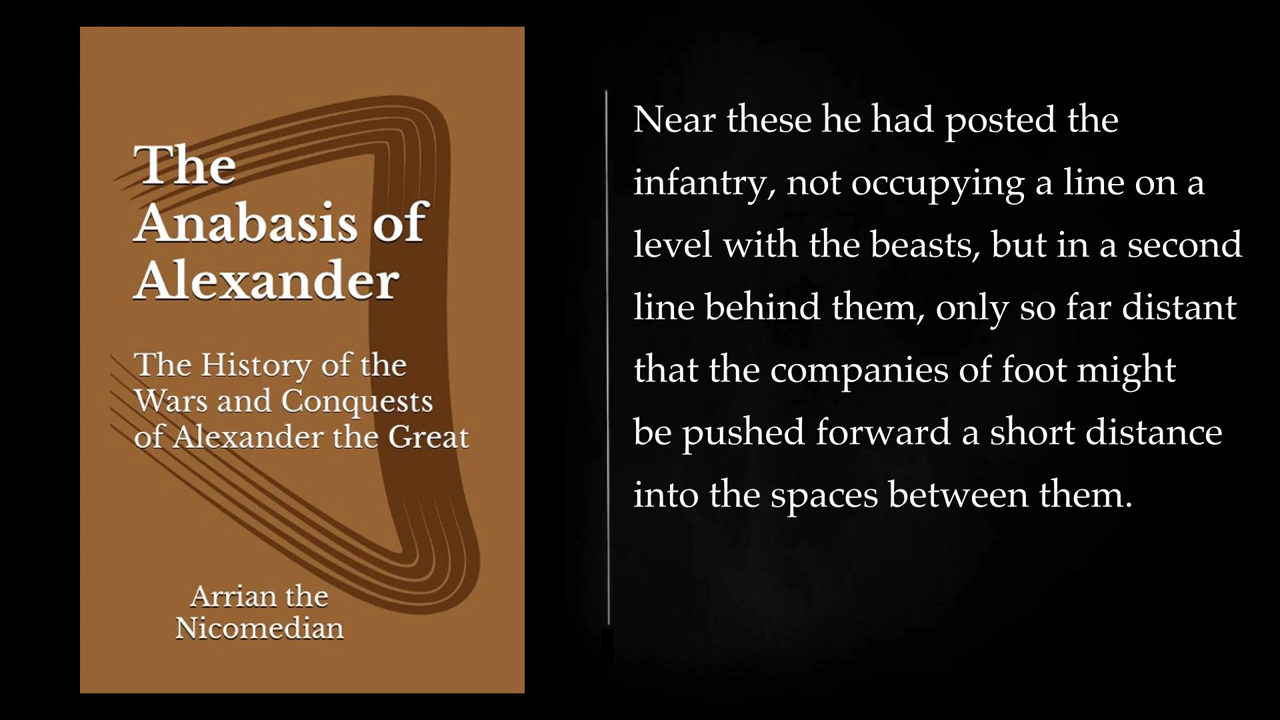 The
Anabasis of
Alexander
The History of the
Wars and Conquests
of Alexander the Great
Arrian the
Nicomedian
Near these he had posted the
infantry, not occupying a line on a
level with the beasts, but in a second
line behind them, only so far distant
that the companies of foot might
be pushed forward a short distance
into the spaces between them.